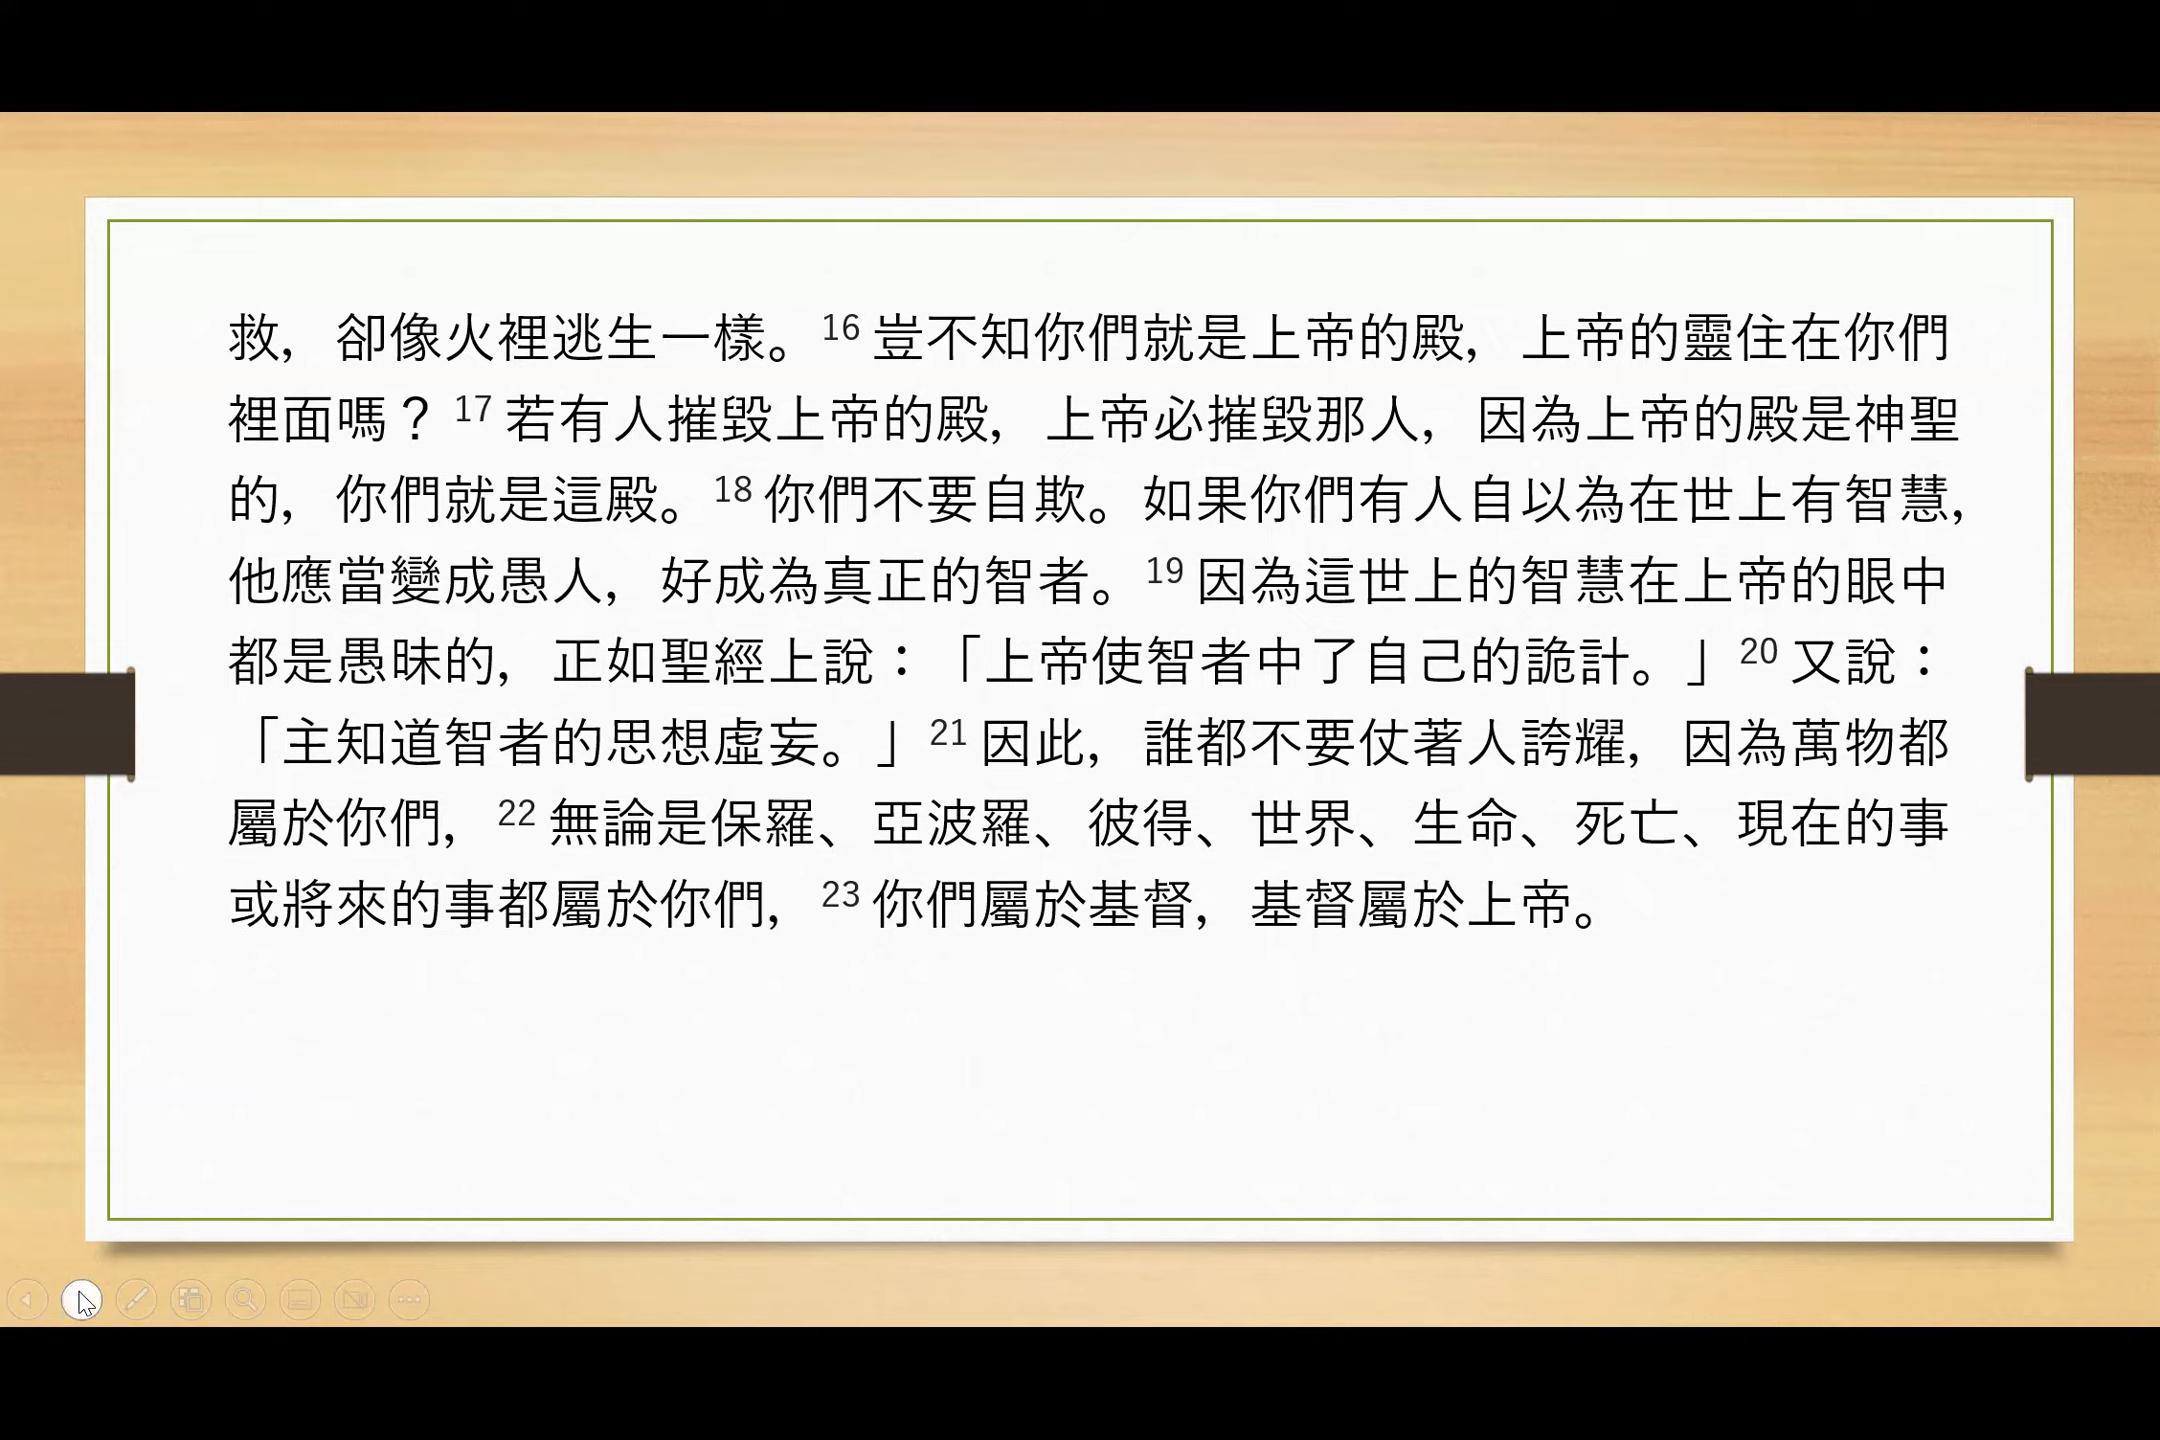 救，卻像火裡逃生一樣。16 豈不知你們就是上帝的殿，上帝的靈住在你們
裡面嗎？17 若有人摧毀上帝的殿，上帝必摧毀那人，因為上帝的殿是神聖
的，你們就是這殿。18 你們不要自欺。如果你們有人自以為在世上有智慧，
他應當變成愚人，好成為真正的智者。19 因為這世上的智慧在上帝的眼中
都是愚昧的，正如聖經上說：「上帝使智者中了自己的詭計。」20 又說：
「主知道智者的思想虛妄。」21 因此，誰都不要仗著人誇耀，因為萬物都
屬於你們，22 無論是保羅、亞波羅、彼得、世界、生命、死亡、現在的事
或將來的事都屬於你們，23 你們屬於基督，基督屬於上帝。